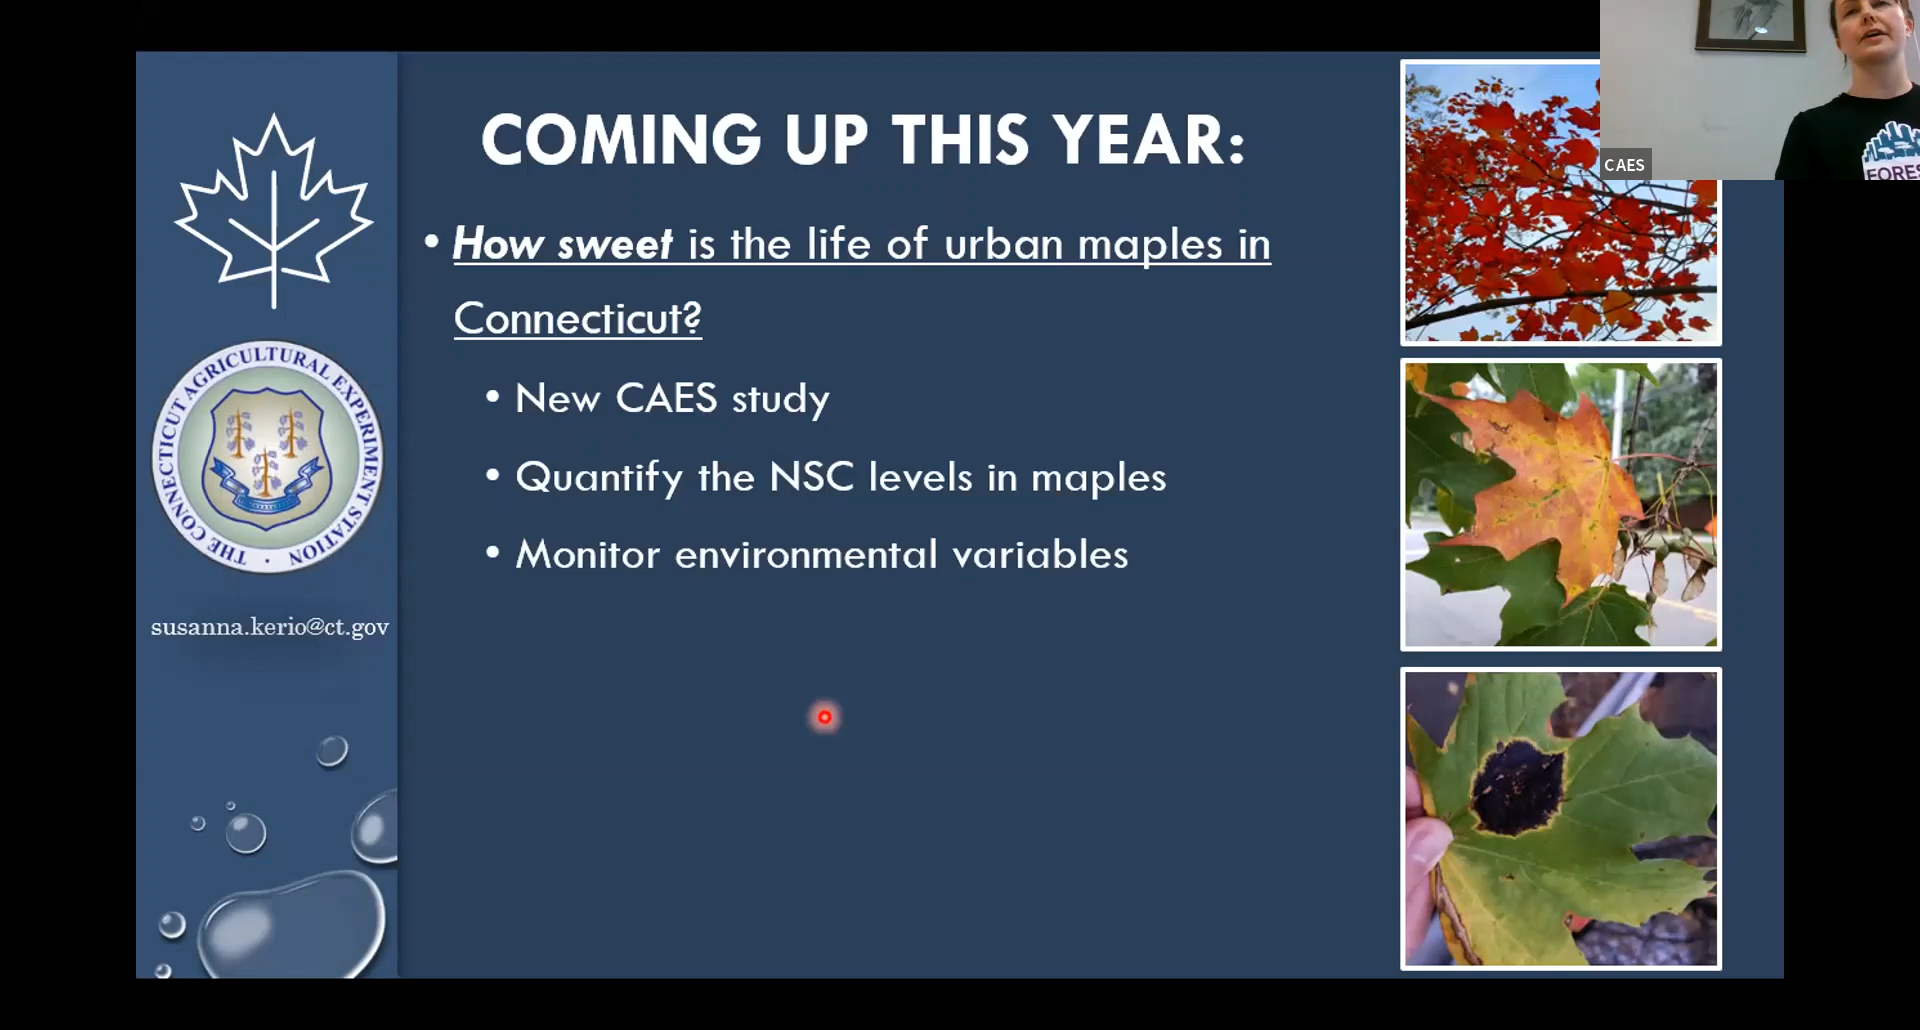 COMING UP THIS YEAR:
• How sweet is the life of urban maples in
Connecticut?
• New CAES study
• Quantify the NSC levels in maples
• Monitor environmental variables
THE CONNECTICUT AGRICULTURAL EXPERIMENT STATION •
susanna.kerio@ct.gov
CAES
FORES